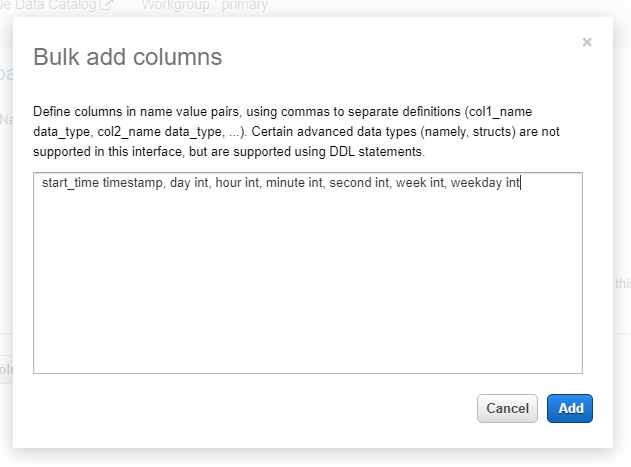 ue Data Catalog Workgroup : primary
Bulk add columns
×
Define columns in name value pairs, using commas to separate definitions (col1_name
data_type, col2_name data_type, ...). Certain advanced data types (namely, structs) are not
supported in this interface, but are supported using DDL statements.
start_time timestamp, day int, hour int, minute int, second int, week int, weekday int
this
Cancel Add